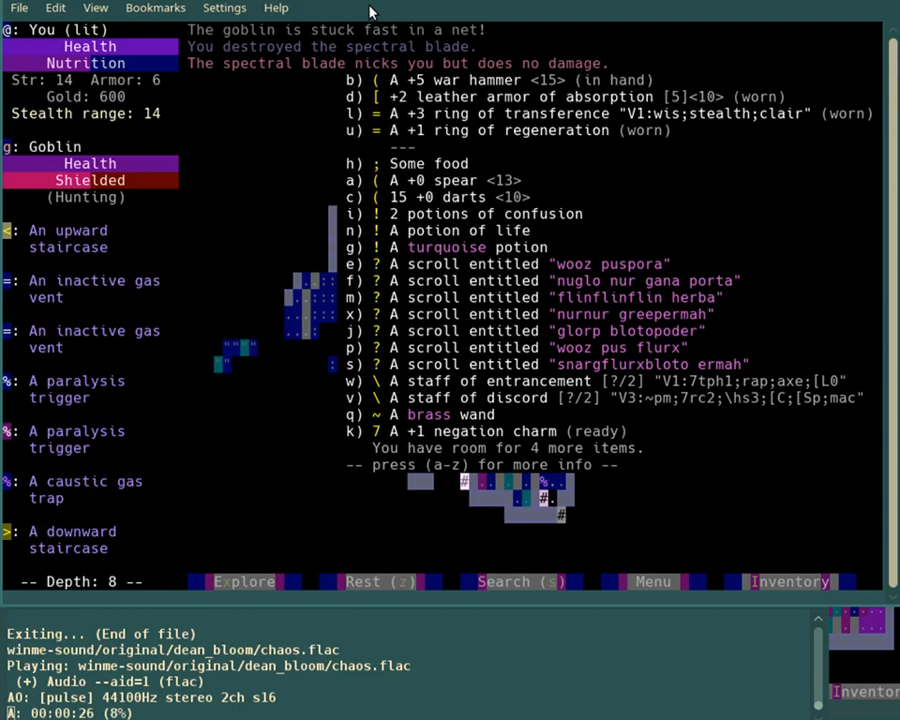 File Edit View Bookmarks Settings Help
@: You (lit)
Health
Nutrition
Str: 14 Armor: 6
Gold: 600
Stealth range: 14
g: Goblin
Health
Shielded
(Hunting)
<: An upward
staircase
=: An inactive gas
vent
=: An inactive gas
vent
%: A paralysis
trigger
%: A paralysis
trigger
%: A caustic gas
trap
>: A downward
staircase
-- Depth: 8 --
The goblin is stuck fast in a net!
You destroyed the spectral blade.
The spectral blade nicks you but does no damage.
b) ( A +5 war hammer <15> (in hand)
d) [ +2 leather armor of absorption [5]<10> (worn)
l) = A +3 ring of transference "V1:wis;stealth;clair" (worn)
u) = A +1 ring of regeneration (worn)
---
h) ; Some food
a) ( A +0 spear <13>
c) ( 15 +0 darts <10>
i) ! 2 potions of confusion
n) ! A potion of life
g) ! A turquoise potion
e) ? A scroll entitled "wooz puspora"
f) ? A scroll entitled "nuglo nur gana porta"
m) ? A scroll entitled "flinflinflin herba"
x) ? A scroll entitled "nurnur greepermah"
j) ? A scroll entitled "glorp blotopoder"
p) ? A scroll entitled "wooz pus flurx"
s) ? A scroll entitled "snargflurxbloto ermah"
w) \ A staff of entrancement [?/2] "V1:7tph1;rap;axe;[L0"
v) \ A staff of discord [?/2] "V3:~pm;7rc2;\hs3;[C;[Sp;mac"
q) ~ A brass wand
k) 7 A +1 negation charm (ready)
You have room for 4 more items.
-- press (a-z) for more info --
Explore Rest (z) Search (s) Menu Inventory
Exiting... (End of file)
winme-sound/original/dean_bloom/chaos.flac
Playing: winme-sound/original/dean_bloom/chaos.flac
(+) Audio --aid=1 (flac)
AO: [pulse] 44100Hz stereo 2ch s16
A: 00:00:26 (8%)
Inventor